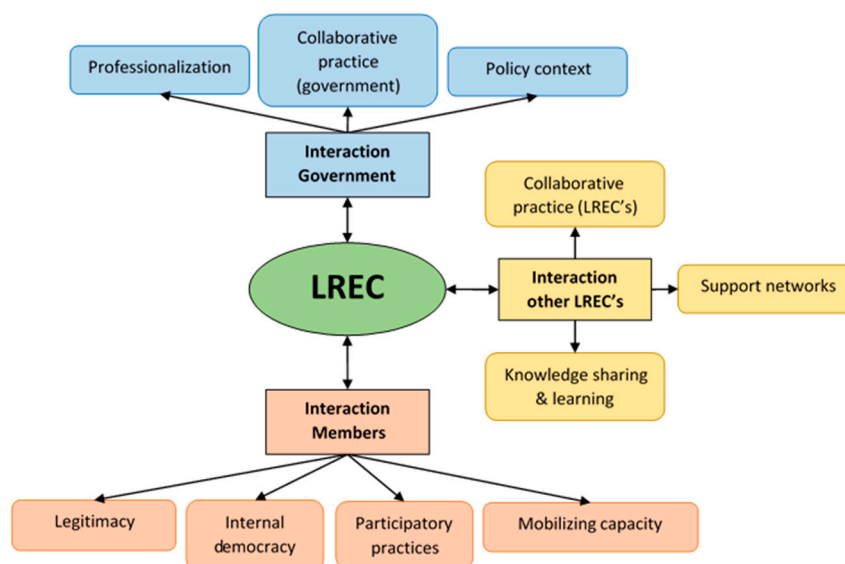 Professionalization
Collaborative
practice
(government)
Policy context
Interaction
Government
Collaborative
practice (LREC's)
LREC
Interaction
other LREC's
Support networks
Knowledge sharing
& learning
Interaction
Members
Legitimacy
Internal
democracy
Participatory
practices
Mobilizing capacity